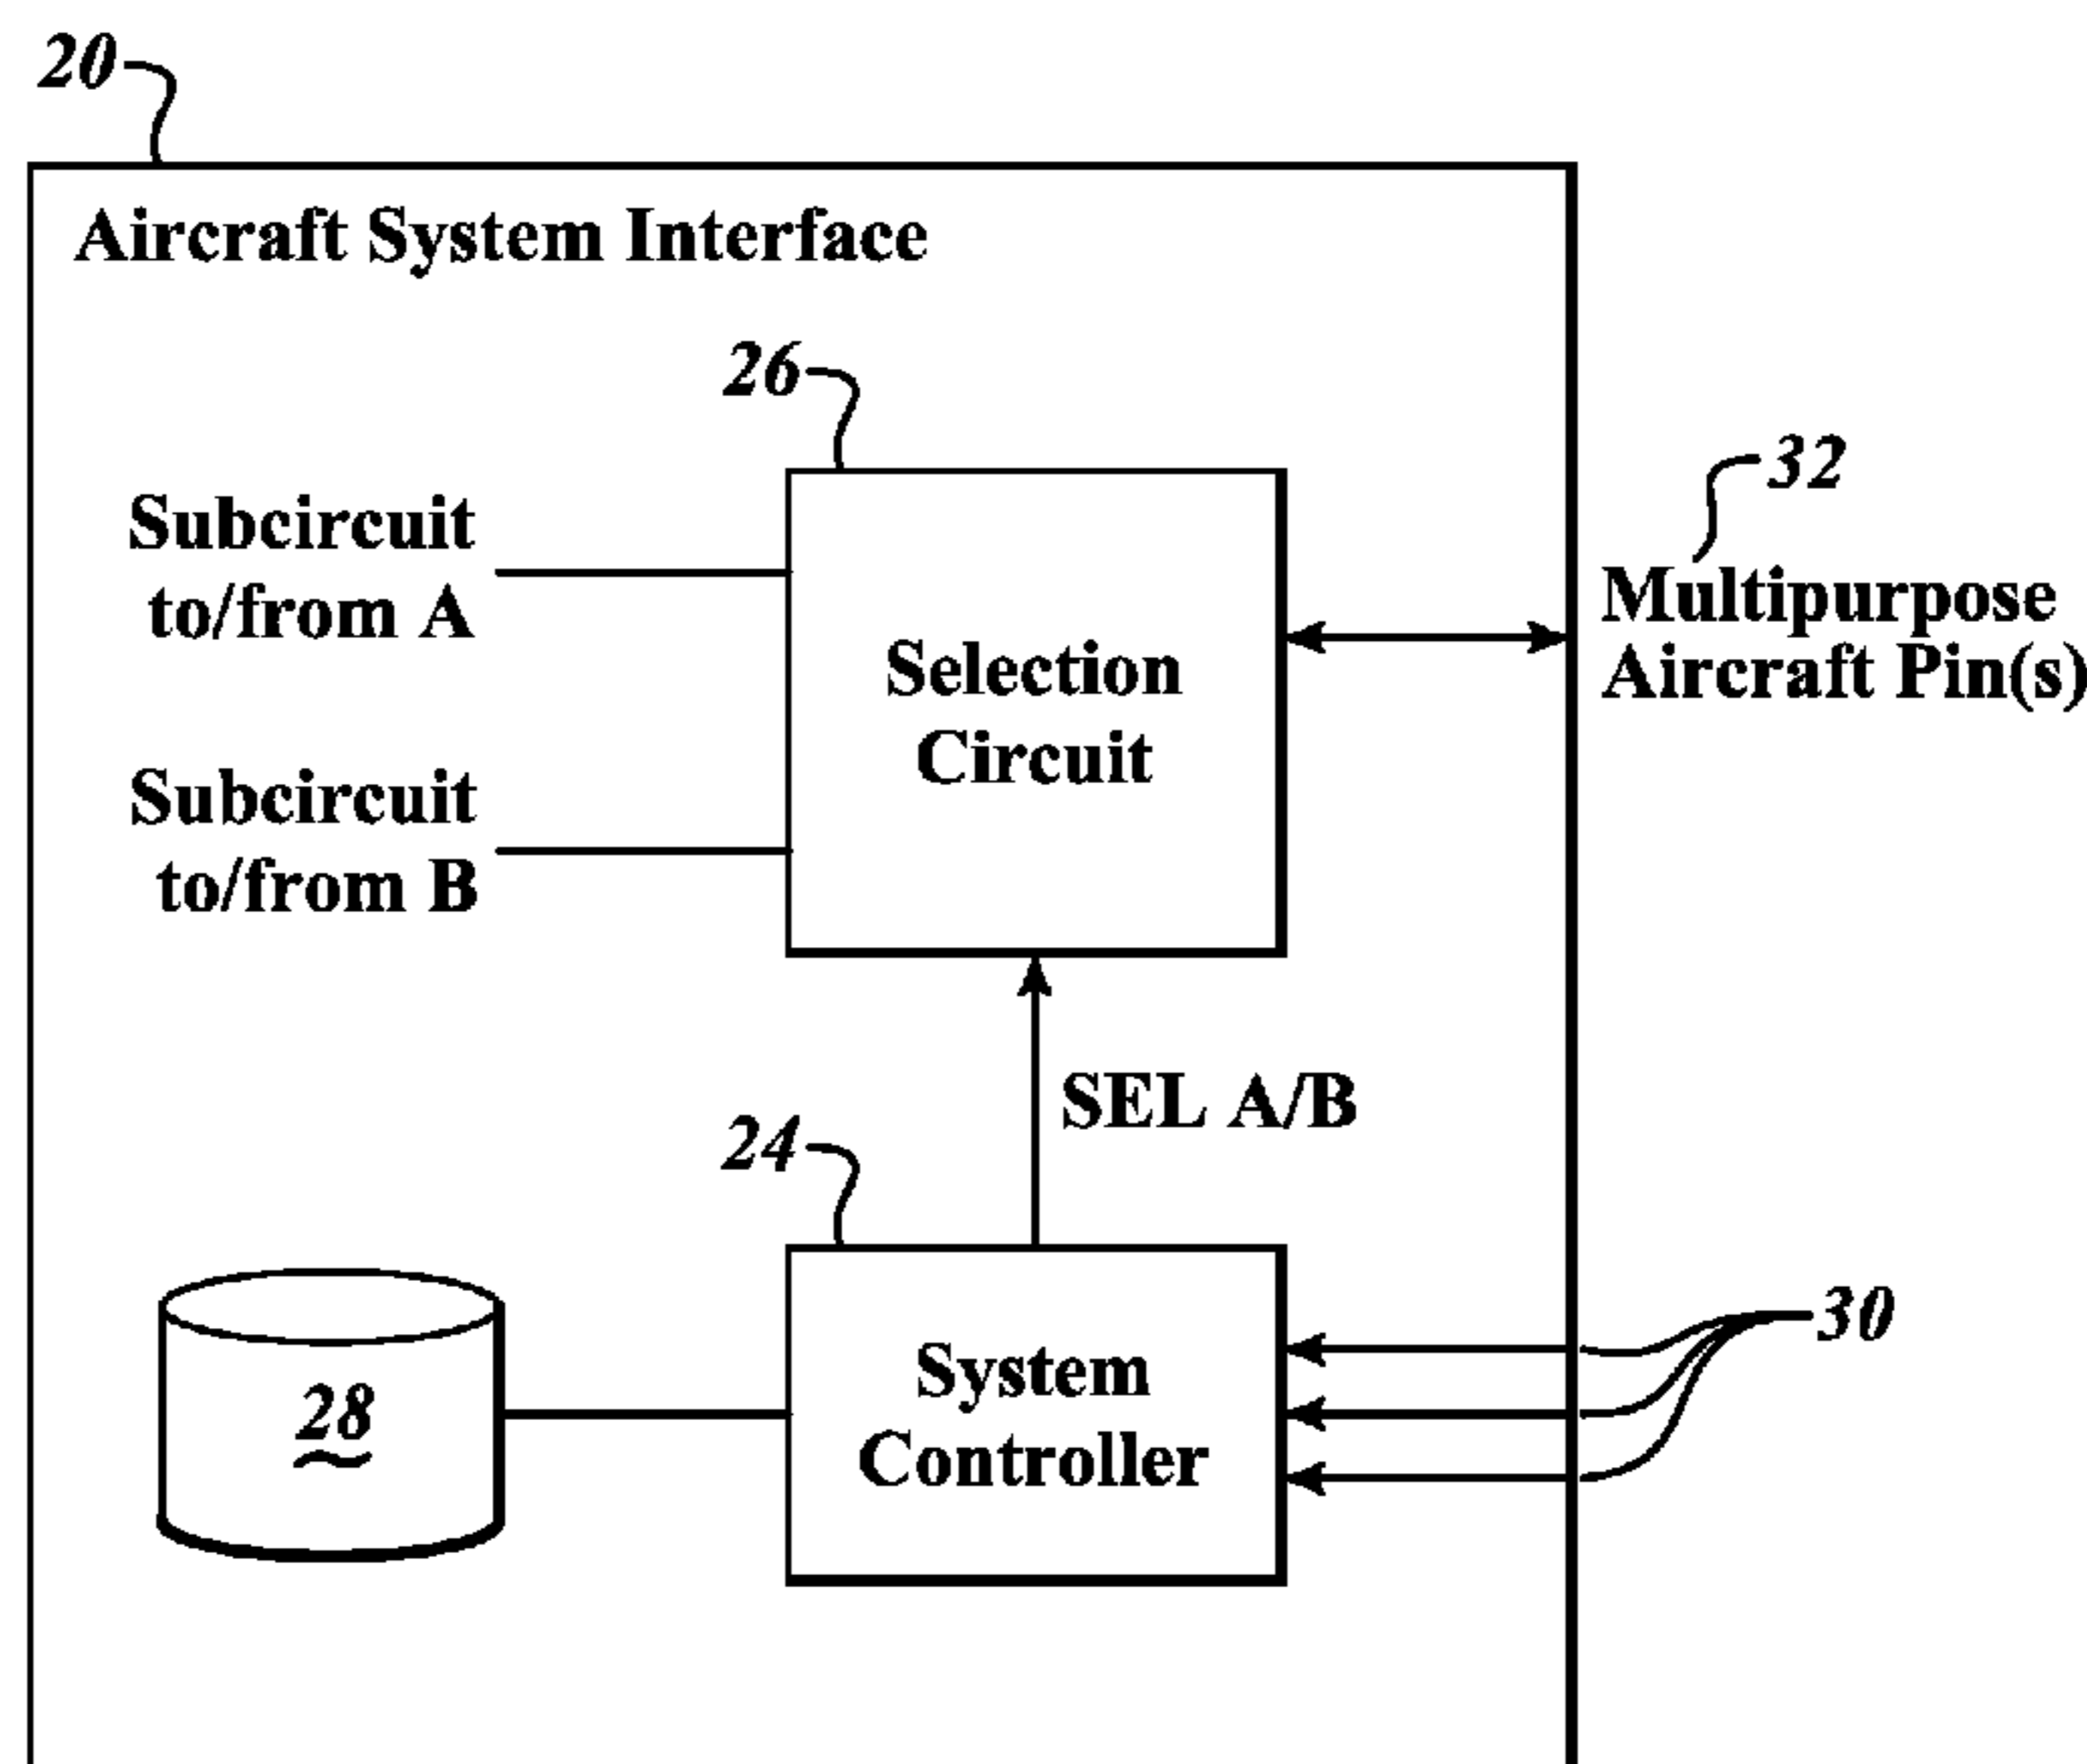 20
Aircraft System Interface
26
32
Subcircuit
to/from A
Multipurpose
Aircraft Pin(s)
Selection
Circuit
Subcircuit
to/from B
SEL A/B
24
30
System
Controller
28